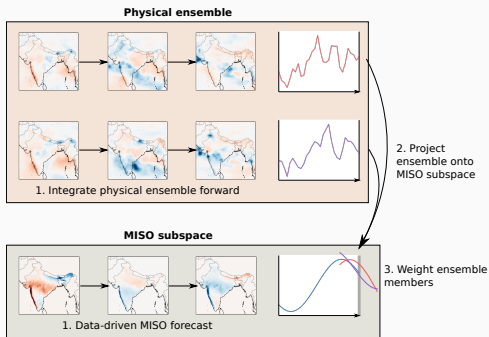 Physical ensemble
1. Integrate physical ensemble forward
2. Project
ensemble onto
MISO subspace
MISO subspace
3. Weight ensemble
members
1. Data-driven MISO forecast